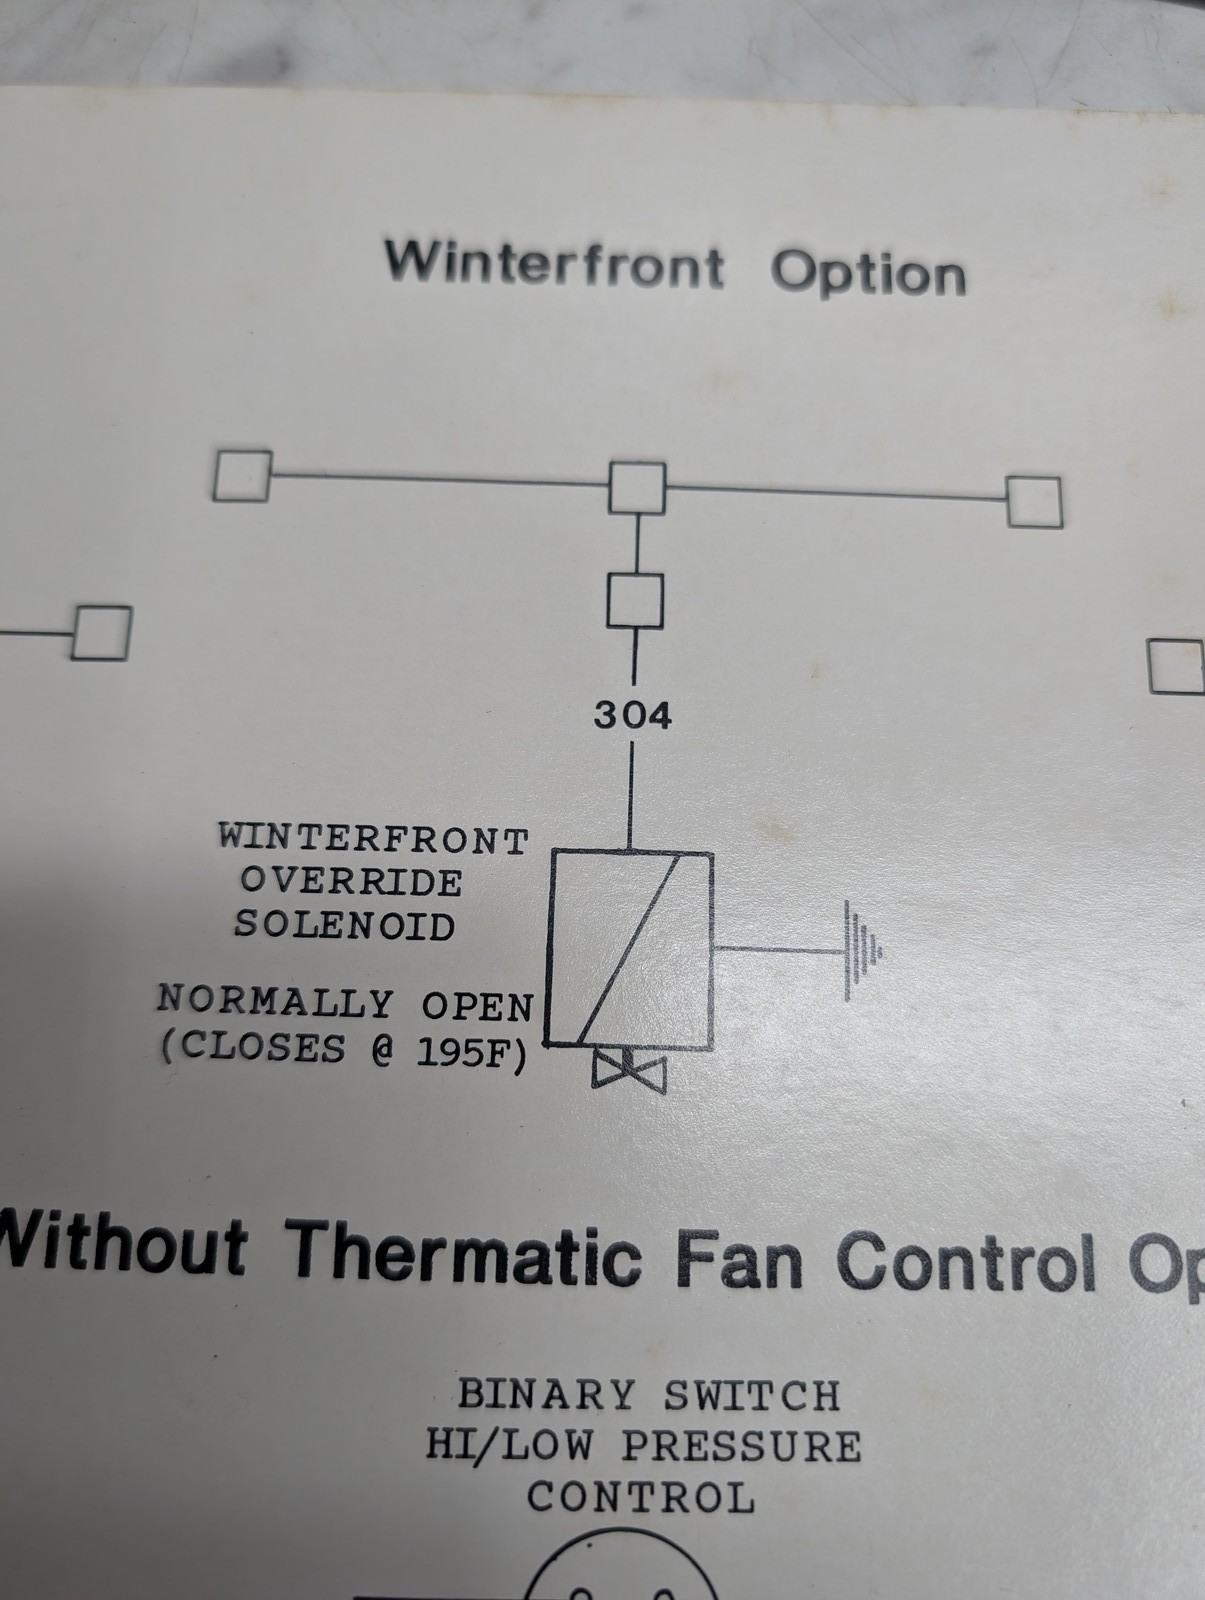 Winterfront Option
304
WINTERFRONT
OVERRIDE
SOLENOID
NORMALLY OPEN
(CLOSES @ 195F)
Without Thermatic Fan Control Op
BINARY SWITCH
HI/LOW PRESSURE
CONTROL